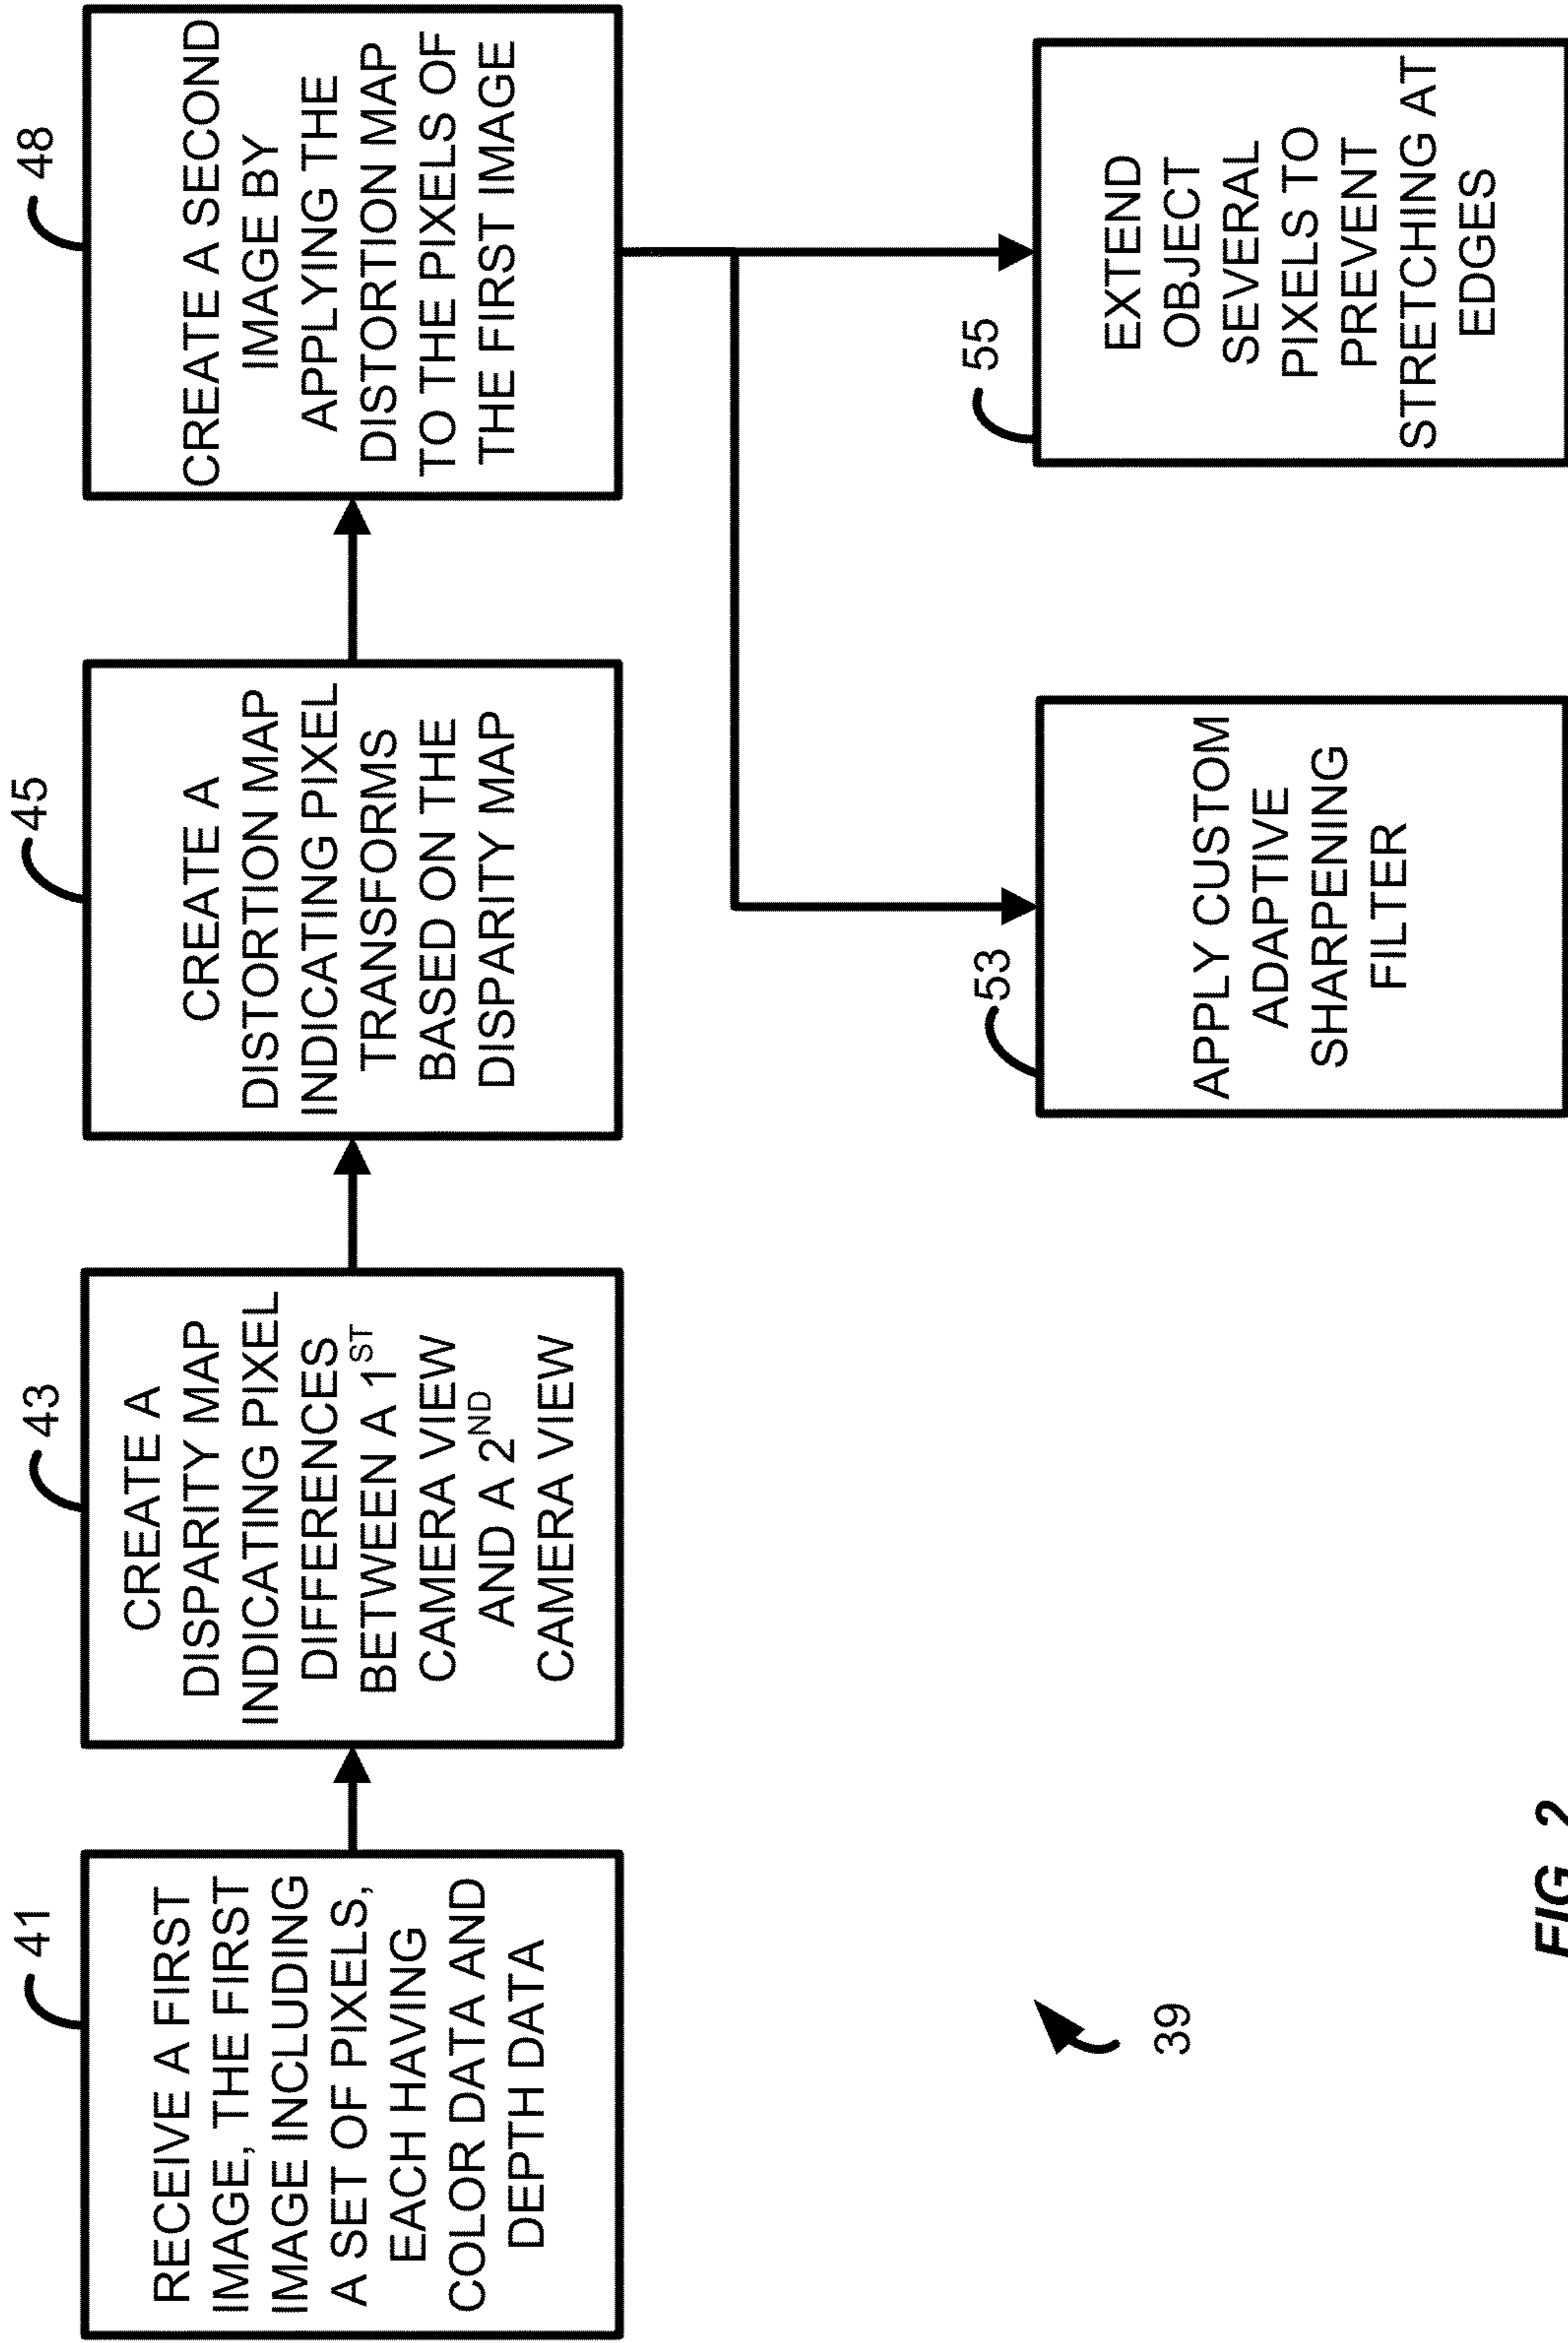 41
RECEIVE A FIRST
IMAGE, THE FIRST
IMAGE INCLUDING
A SET OF PIXELS,
EACH HAVING
COLOR DATA AND
DEPTH DATA
43
CREATE A
DISPARITY MAP
INDICATING PIXEL
DIFFERENCES
BETWEEN A 1ST
CAMERA VIEW
AND A 2ND
CAMERA VIEW
45
CREATE A
DISTORTION MAP
INDICATING PIXEL
TRANSFORMS
BASED ON THE
DISPARITY MAP
48
CREATE A SECOND
IMAGE BY
APPLYING THE
DISTORTION MAP
TO THE PIXELS OF
THE FIRST IMAGE
53
APPLY CUSTOM
ADAPTIVE
SHARPENING
FILTER
55
EXTEND
OBJECT
SEVERAL
PIXELS TO
PREVENT
STRETCHING AT
EDGES
39
FIG. 2